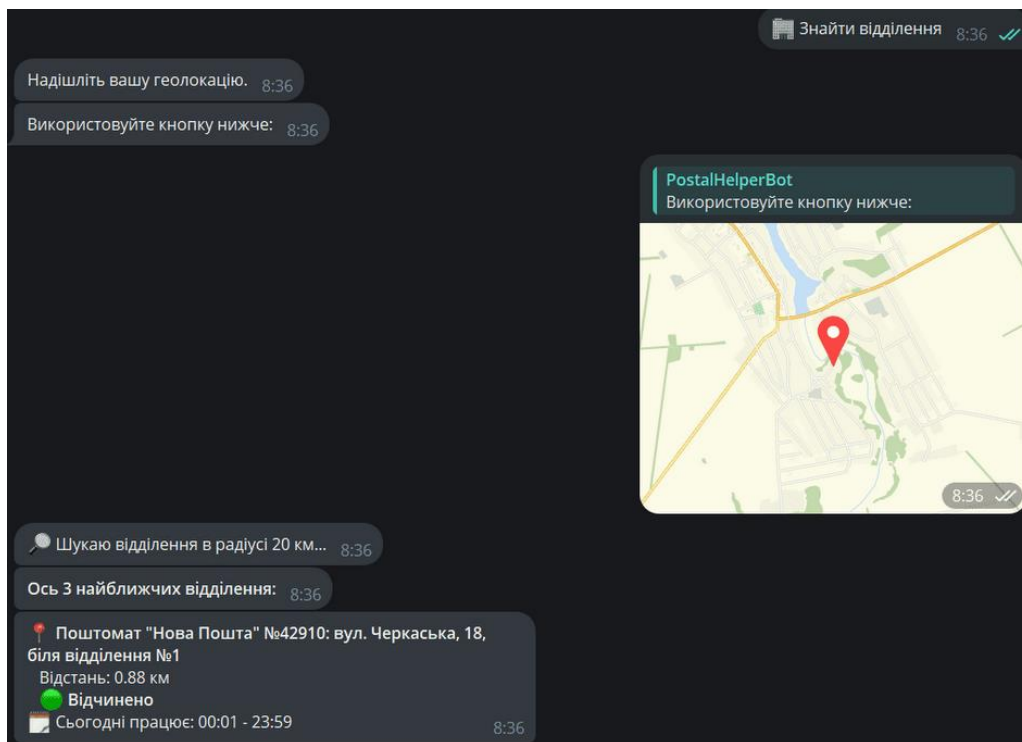 Знайти відділення 8:36
Надішліть вашу геолокацію. 8:36
Використовуйте кнопку нижче: 8:36
PostalHelperBot
Використовуйте кнопку нижче:
8:36
Шукаю відділення в радіусі 20 км... 8:36
Ось 3 найближчих відділення: 8:36
Поштомат "Нова Пошта" №42910: вул. Черкаська, 18,
біля відділення №1
Відстань: 0.88 км
Відчинено
Сьогодні працює: 00:01 - 23:59 8:36